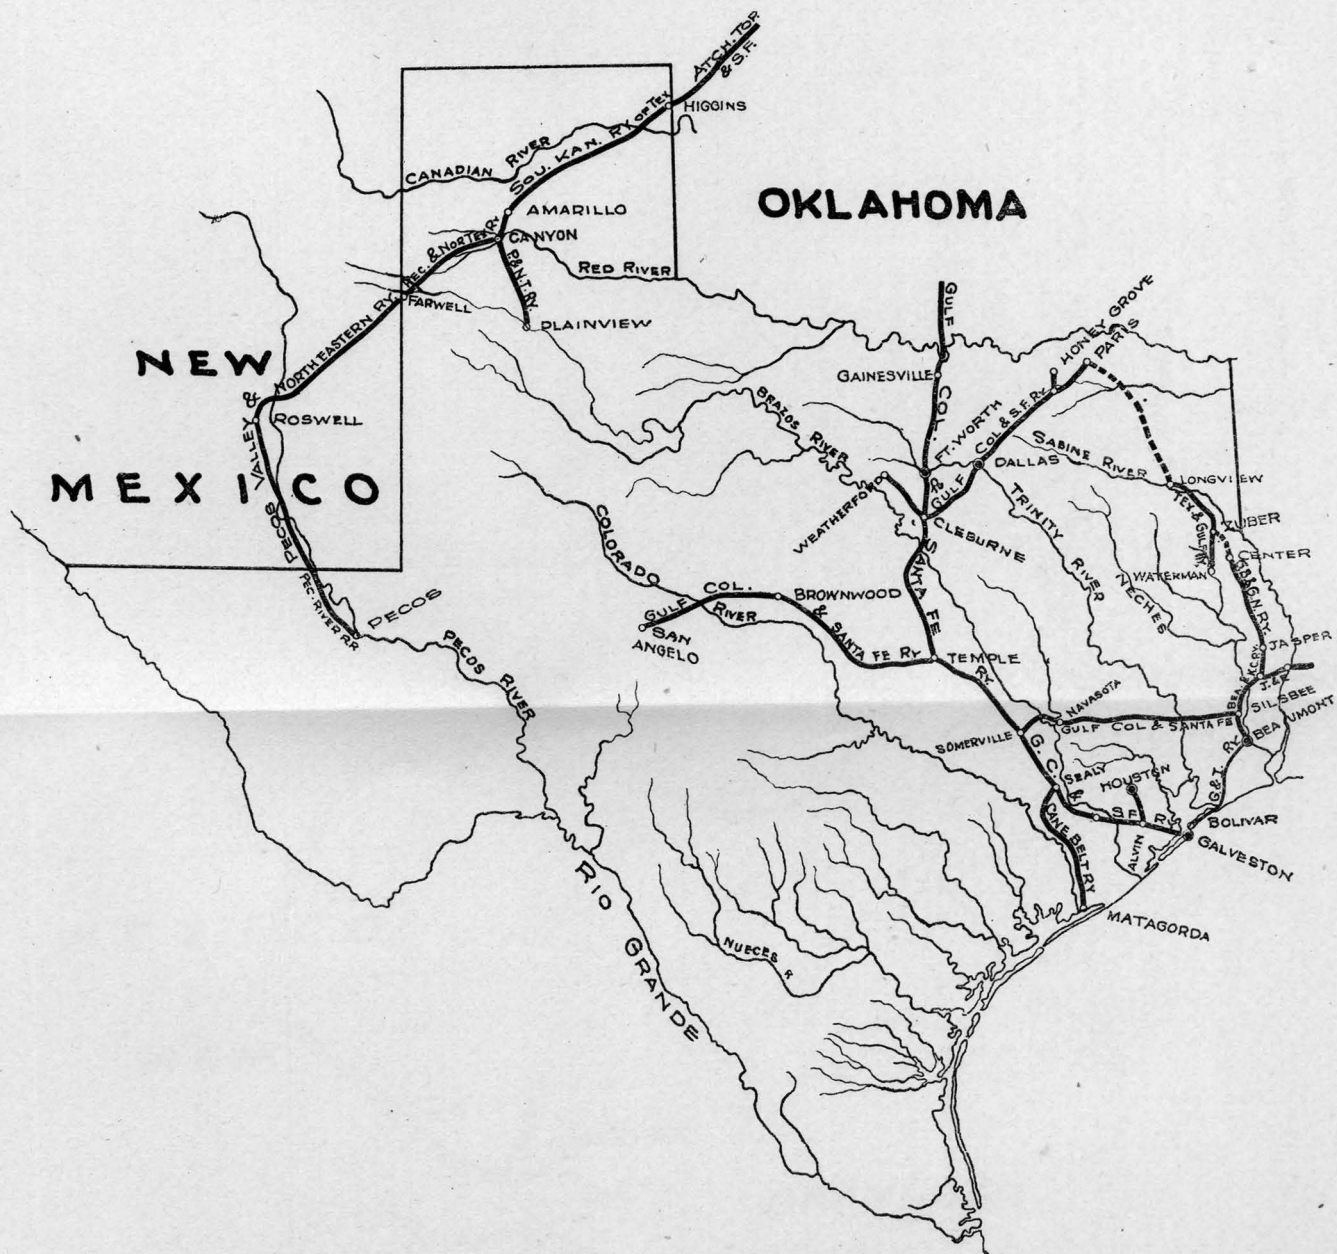 ATCH. TOP.
& S.F.
HIGGINS
SOU. KAN. RY OF TEX
CANADIAN RIVER
OKLAHOMA
AMARILLO
CANYON
PEC. & NOR TEX RY
P&N.T. RY.
RED RIVER
FARWELL
PLAINVIEW
NEW
MEXICO
PECOS VALLEY & NORTHEASTERN RY.
ROSWELL
PEC. RIVER R.R
PECOS
PECOS RIVER
GULF COL. & SANTA FE RY
GAINESVILLE
HONEY GROVE
PARIS
BRAZOS RIVER
FT. WORTH
GULF COL & S.F. RY
DALLAS
SABINE RIVER
LONGVIEW
WEATHERFORD
CLEBURNE
TRINITY RIVER
TEX & GULF RY
ZUBER
CENTER
WATERMAN
NECHES
G.B.& G.N. RY.
COLORADO
RIVER
GULF COL. & SANTA FE RY
BROWNWOOD
SAN
ANGELO
TEMPLE
JASPER
J.& E
SILSBEE
BEAUMONT
NAVASOTA
GULF COL & SANTA FE
SOMERVILLE
G. C. & S F RY
SEALY
HOUSTON
G.& I. RY
CANE BELT RY
ALVIN
BOLIVAR
GALVESTON
MATAGORDA
NUECES R
RIO GRANDE